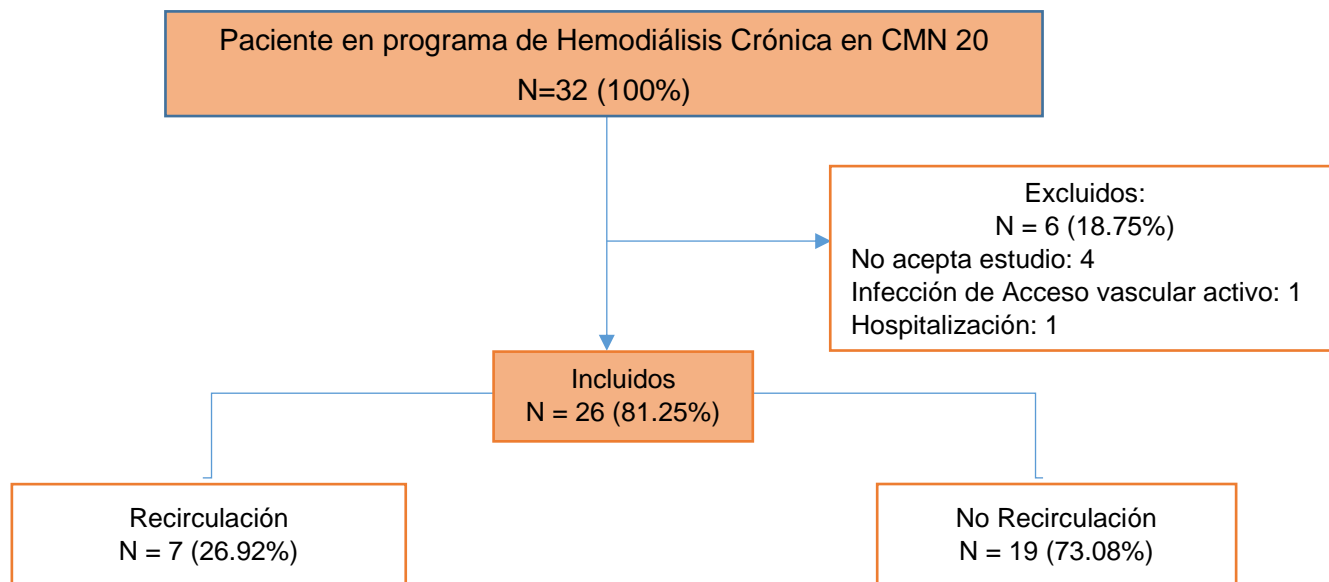 Paciente en programa de Hemodiálisis Crónica en CMN 20
N=32 (100%)
Excluidos:
N = 6 (18.75%)
No acepta estudio: 4
Infección de Acceso vascular activo: 1
Hospitalización: 1
Incluidos
N = 26 (81.25%)
Recirculación
N = 7 (26.92%)
No Recirculación
N = 19 (73.08%)